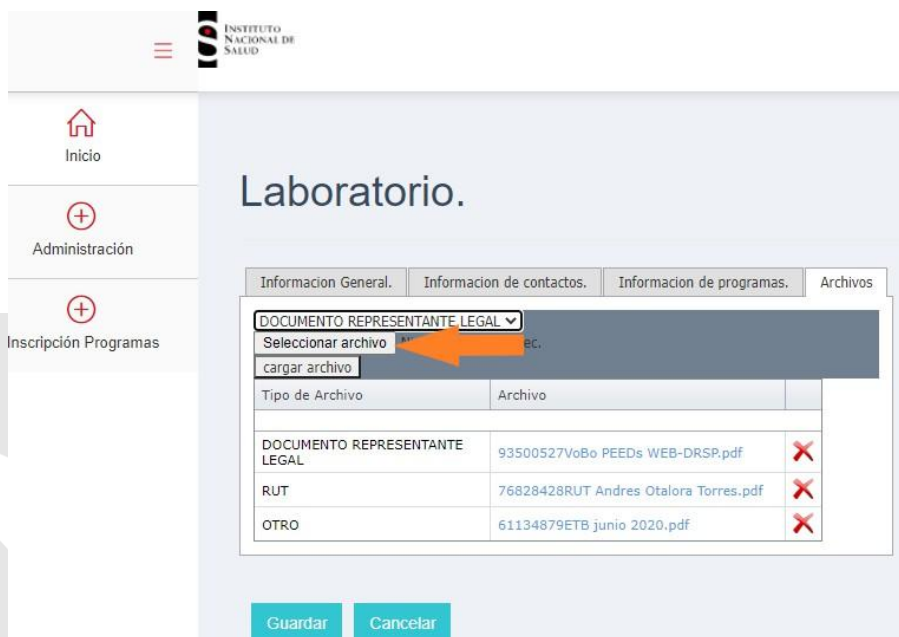 INSTITUTO
NACIONAL DE
SALUD
Inicio
Administración
Inscripción Programas
Laboratorio.
Informacion General. Informacion de contactos. Informacion de programas. Archivos
DOCUMENTO REPRESENTANTE LEGAL
Seleccionar archivo ec.
cargar archivo
Tipo de Archivo Archivo
DOCUMENTO REPRESENTANTE
LEGAL
93500527VoBo PEEDs WEB-DRSP.pdf
RUT 76828428RUT Andres Otalora Torres.pdf
OTRO 61134879ETB junio 2020.pdf
Guardar Cancelar